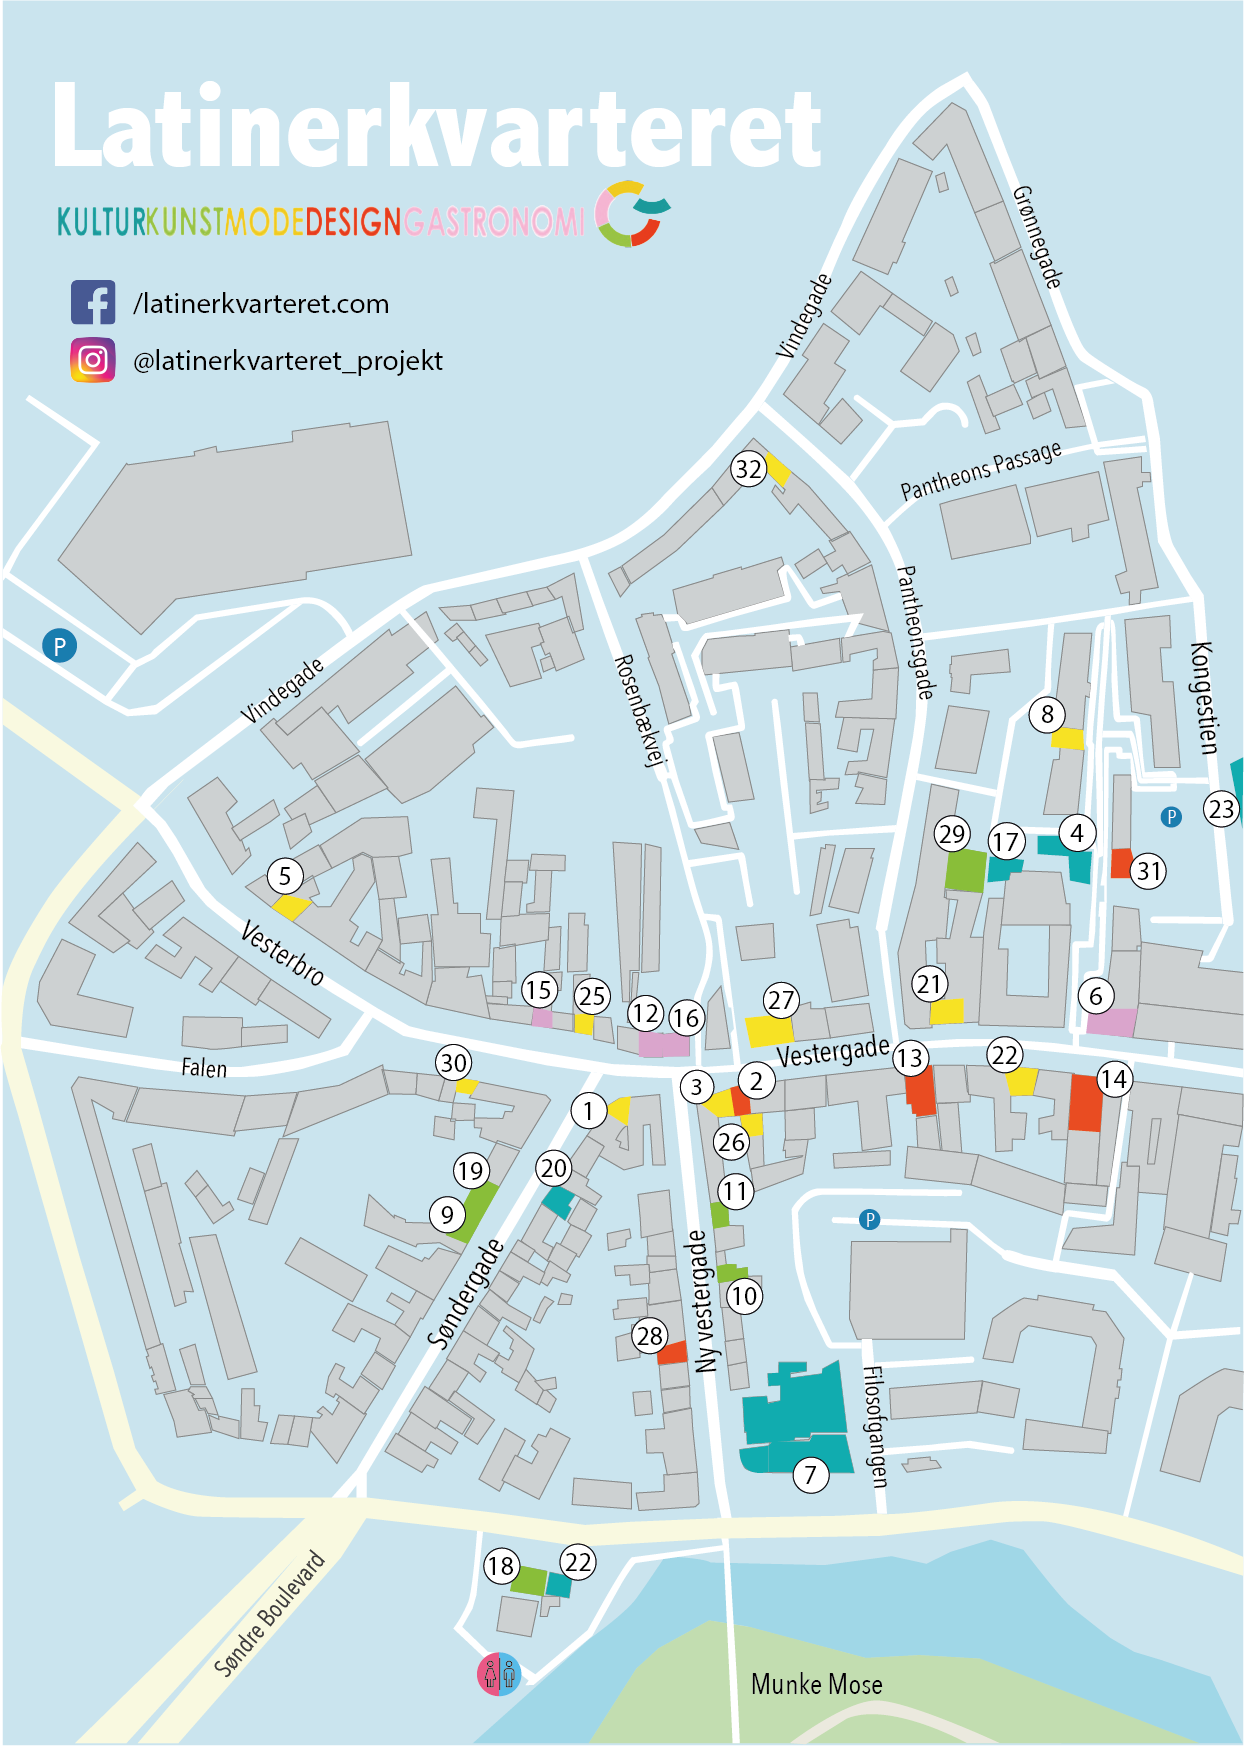 Latinerkvarteret
KULTURKUNSTMODEDESIGNGASTRONOMI
/latinerkvarteret.com
@latinerkvarteret_projekt
Grønnegade
Vindegade
Pantheons Passage
32
Pantheonsgade
P
Vindegade
Rosenbækvej
Kongestien
8
23
P
29
17
4
31
5
Vesterbro
15
25
12
16
27
21
6
Falen
30
Vestergade
13
22
14
3
2
1
26
19
20
11
9
P
Søndergade
Ny vestergade
10
28
Filosofgangen
7
18
22
Søndre Boulevard
Munke Mose